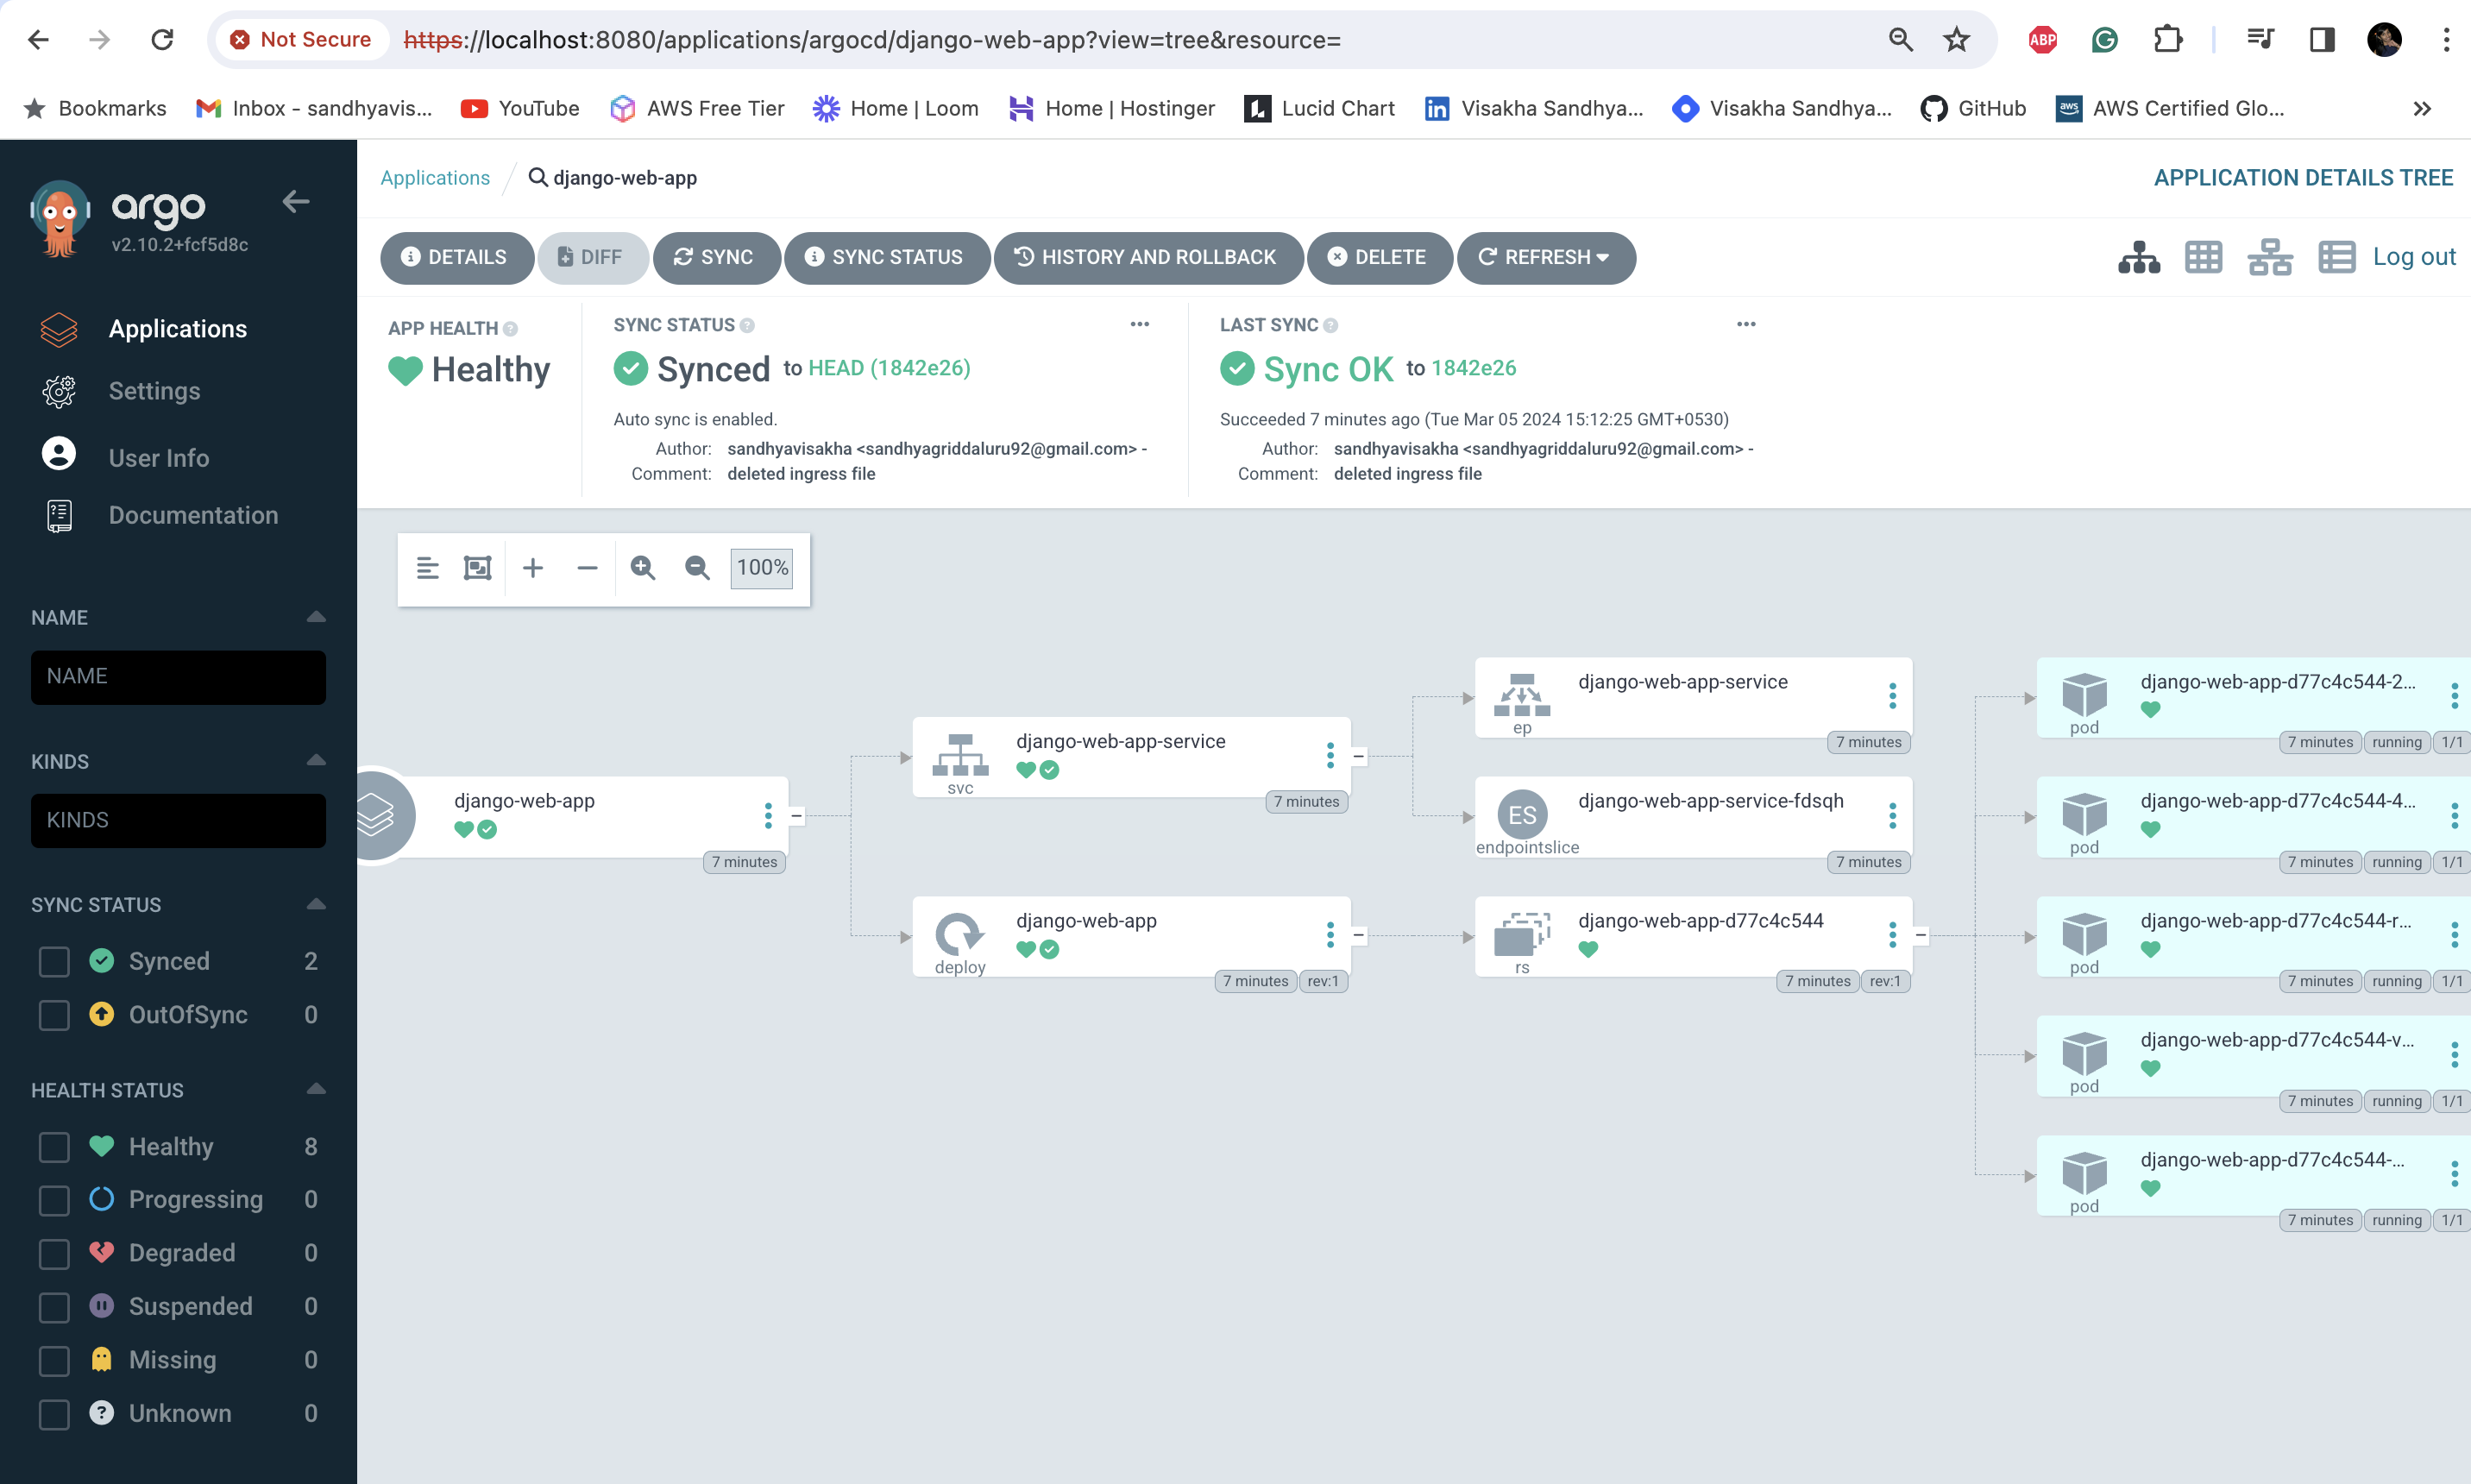 Not Secure https://localhost:8080/applications/argocd/django-web-app?view=tree&resource=
ABP
Bookmarks Inbox - sandhyavis... YouTube AWS Free Tier Home | Loom Home | Hostinger Lucid Chart Visakha Sandhya... Visakha Sandhya... GitHub aws AWS Certified Glo... »
argo
v2.10.2+fcf5d8c
Applications
Settings
User Info
Documentation
NAME
NAME
KINDS
KINDS
SYNC STATUS
Synced 2
OutOfSync 0
HEALTH STATUS
Healthy 8
Progressing 0
Degraded 0
Suspended 0
Missing 0
Unknown 0
Applications / django-web-app
APPLICATION DETAILS TREE
DETAILS DIFF SYNC SYNC STATUS HISTORY AND ROLLBACK DELETE REFRESH
Log out
APP HEALTH
Healthy
SYNC STATUS
Synced to HEAD (1842e26)
Auto sync is enabled.
Author: sandhyavisakha <sandhyagriddaluru92@gmail.com> -
Comment: deleted ingress file
LAST SYNC
Sync OK to 1842e26
Succeeded 7 minutes ago (Tue Mar 05 2024 15:12:25 GMT+0530)
Author: sandhyavisakha <sandhyagriddaluru92@gmail.com> -
Comment: deleted ingress file
100%
django-web-app
7 minutes
django-web-app-service
svc
7 minutes
django-web-app
deploy
7 minutes rev:1
django-web-app-service
ep
7 minutes
ES
django-web-app-service-fdsqh
endpointslice
7 minutes
django-web-app-d77c4c544
rs
7 minutes rev:1
django-web-app-d77c4c544-2...
pod
7 minutes running 1/1
django-web-app-d77c4c544-4...
pod
7 minutes running 1/1
django-web-app-d77c4c544-r...
pod
7 minutes running 1/1
django-web-app-d77c4c544-v...
pod
7 minutes running 1/1
django-web-app-d77c4c544-...
pod
7 minutes running 1/1